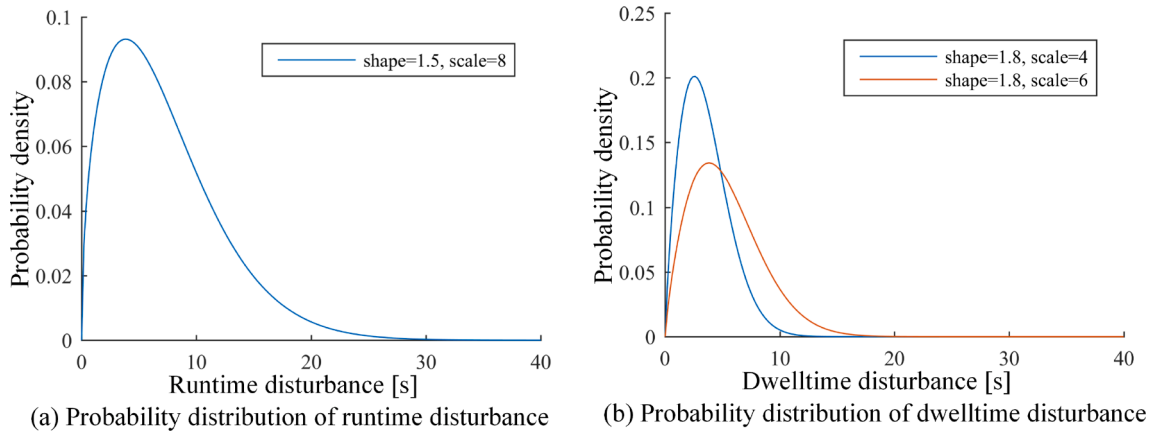 0.1
0.08
0.06
0.04
0.02
0
Probability density
shape=1.5, scale=8
0 10 20 30 40
Runtime disturbance [s]
(a) Probability distribution of runtime disturbance
0.25
0.20
0.15
0.10
0.05
0
Probability density
shape=1.8, scale=4
shape=1.8, scale=6
0 10 20 30 40
Dwelltime disturbance [s]
(b) Probability distribution of dwelltime disturbance